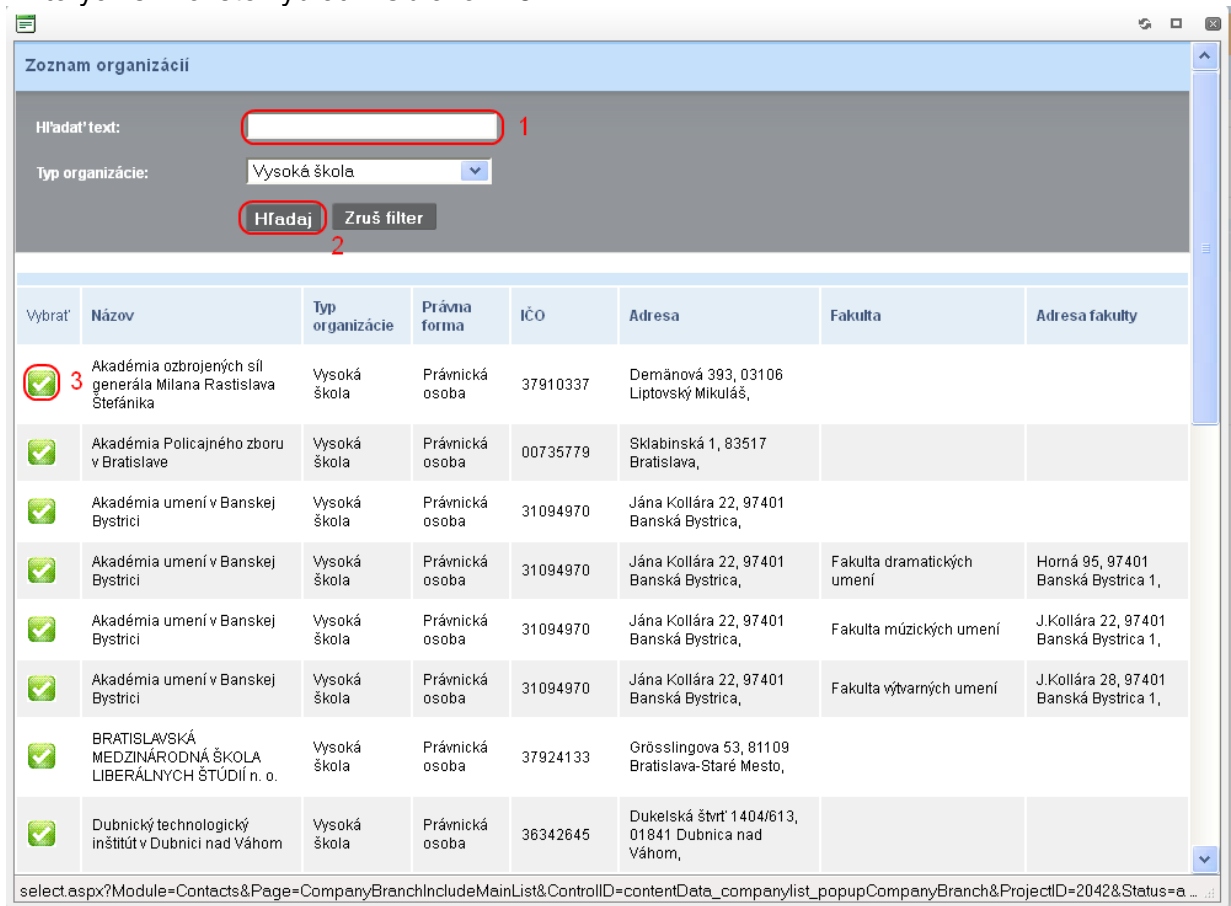 Zoznam organizácií
Hľadať text:
1
Typ organizácie:
Vysoká škola
Hľadaj
Zruš filter
2
Vybrať
Názov
Typ
organizácie
Právna
forma
IČO
Adresa
Fakulta
Adresa fakulty
3
Akadémia ozbrojených síl
generála Milana Rastislava
Štefánika
Vysoká
škola
Právnická
osoba
37910337
Demänová 393, 03106
Liptovský Mikuláš,
Akadémia Policajného zboru
v Bratislave
Vysoká
škola
Právnická
osoba
00735779
Sklabinská 1, 83517
Bratislava,
Akadémia umení v Banskej
Bystrici
Vysoká
škola
Právnická
osoba
31094970
Jána Kollára 22, 97401
Banská Bystrica,
Akadémia umení v Banskej
Bystrici
Vysoká
škola
Právnická
osoba
31094970
Jána Kollára 22, 97401
Banská Bystrica,
Fakulta dramatických
umení
Horná 95, 97401
Banská Bystrica 1,
Akadémia umení v Banskej
Bystrici
Vysoká
škola
Právnická
osoba
31094970
Jána Kollára 22, 97401
Banská Bystrica,
Fakulta múzických umení
J.Kollára 22, 97401
Banská Bystrica 1,
Akadémia umení v Banskej
Bystrici
Vysoká
škola
Právnická
osoba
31094970
Jána Kollára 22, 97401
Banská Bystrica,
Fakulta výtvarných umení
J.Kollára 28, 97401
Banská Bystrica 1,
BRATISLAVSKÁ
MEDZINÁRODNÁ ŠKOLA
LIBERÁLNYCH ŠTÚDIÍ n. o.
Vysoká
škola
Právnická
osoba
37924133
Grösslingova 53, 81109
Bratislava-Staré Mesto,
Dubnický technologický
inštitút v Dubnici nad Váhom
Vysoká
škola
Právnická
osoba
36342645
Dukelská štvrť 1404/613,
01841 Dubnica nad
Váhom,
select.aspx?Module=Contacts&Page=CompanyBranchIncludeMainList&ControlID=contentData_companylist_popupCompanyBranch&ProjectID=2042&Status=a ...